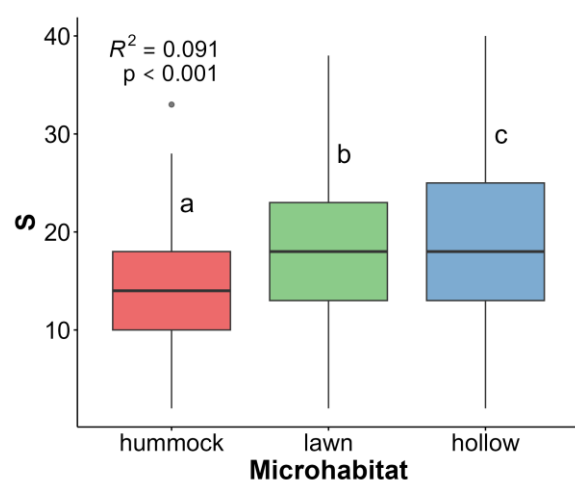 40
30
20
10
S
R² = 0.091
p < 0.001
a
b
c
hummock
lawn
hollow
Microhabitat